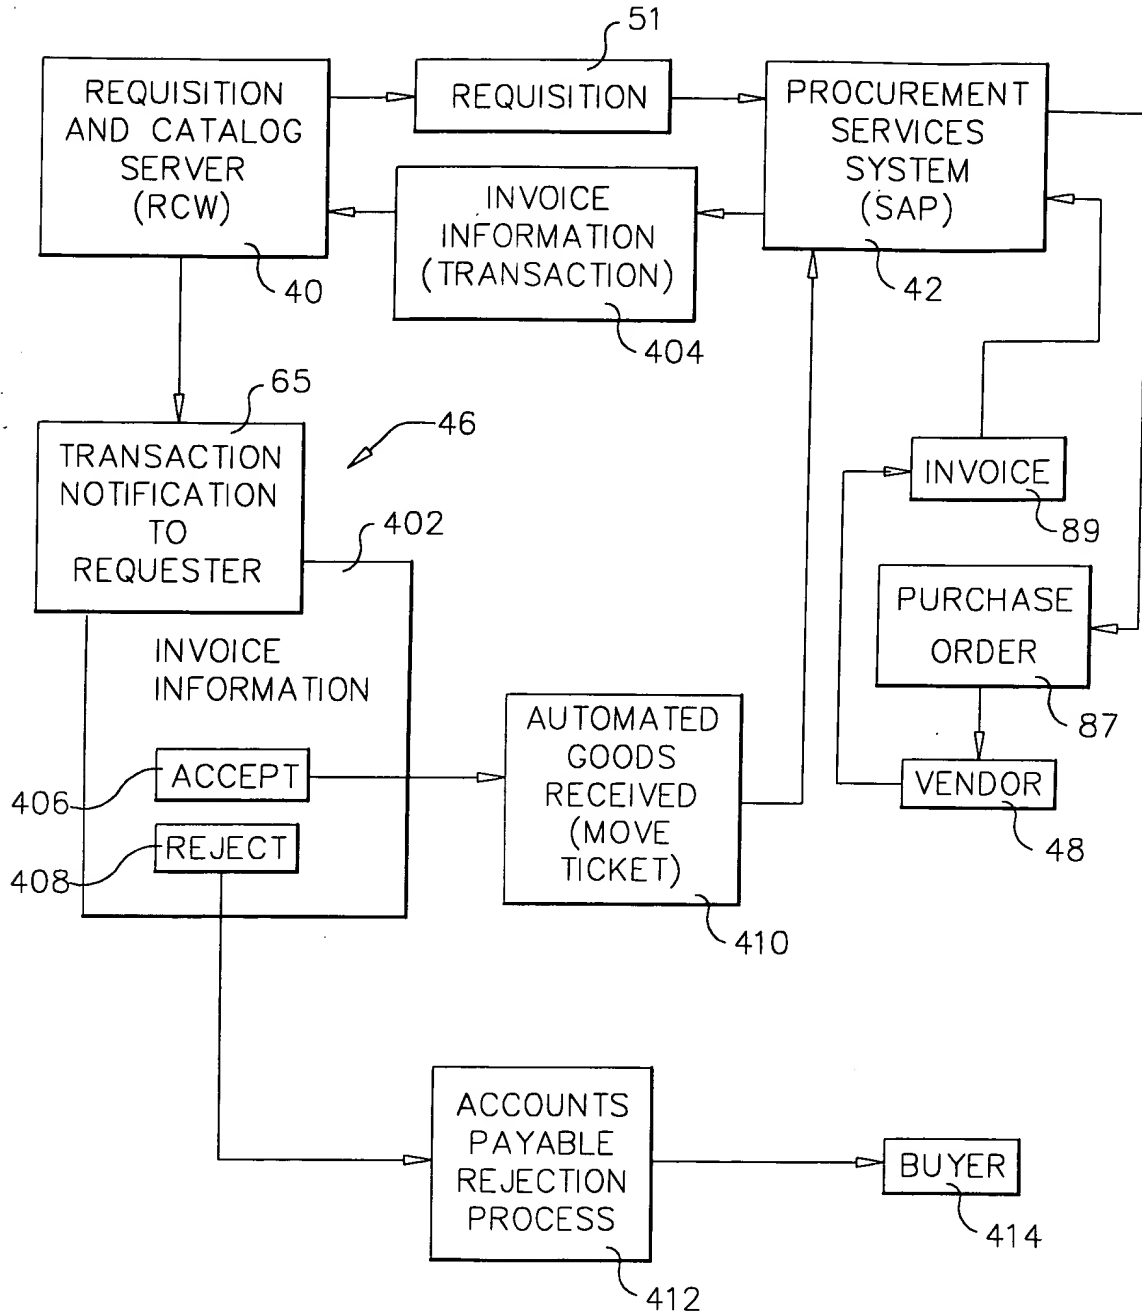 51
REQUISITION
AND CATALOG
SERVER
(RCW)
40
REQUISITION
PROCUREMENT
SERVICES
SYSTEM
(SAP)
42
INVOICE
INFORMATION
(TRANSACTION)
404
65
TRANSACTION
NOTIFICATION
TO
REQUESTER
46
402
INVOICE
89
PURCHASE
ORDER
87
VENDOR
48
INVOICE
INFORMATION
ACCEPT
406
REJECT
408
AUTOMATED
GOODS
RECEIVED
(MOVE
TICKET)
410
ACCOUNTS
PAYABLE
REJECTION
PROCESS
412
BUYER
414